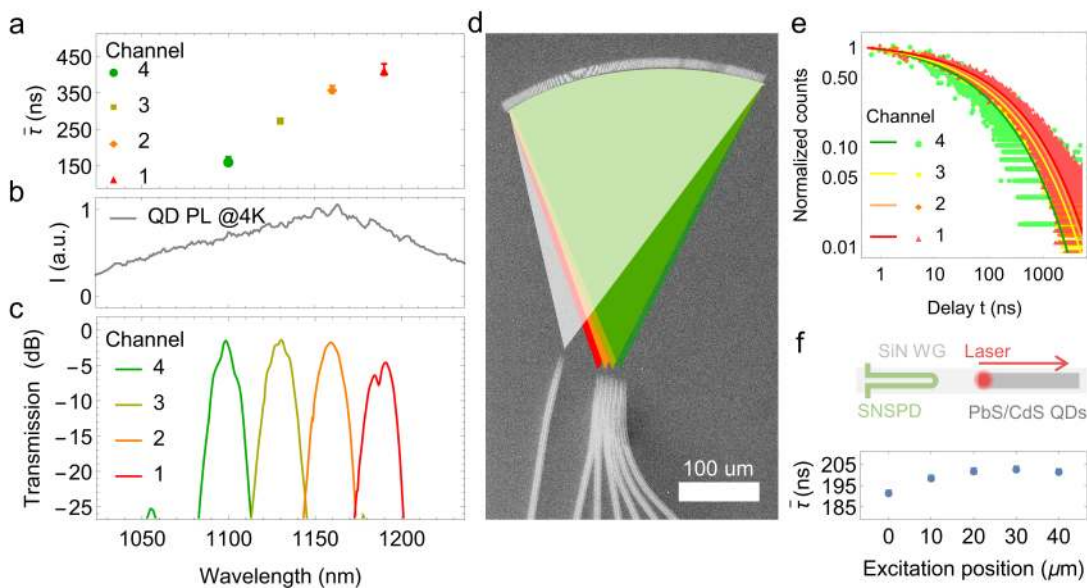 a
Channel
4
3
2
1
450
350
250
150
τ̄ (ns)
b
QD PL @4K
1
0
I (a.u.)
c
Channel
4
3
2
1
0
−5
−10
−15
−20
−25
Transmission (dB)
1050
1100
1150
1200
Wavelength (nm)
d
100 um
e
1
0.50
0.10
0.05
0.01
Normalized counts
Channel
4
3
2
1
1
10
100
1000
Delay t (ns)
f
SiN WG
Laser
SNSPD
PbS/CdS QDs
205
195
185
τ̄ (ns)
0
10
20
30
40
Excitation position (μm)